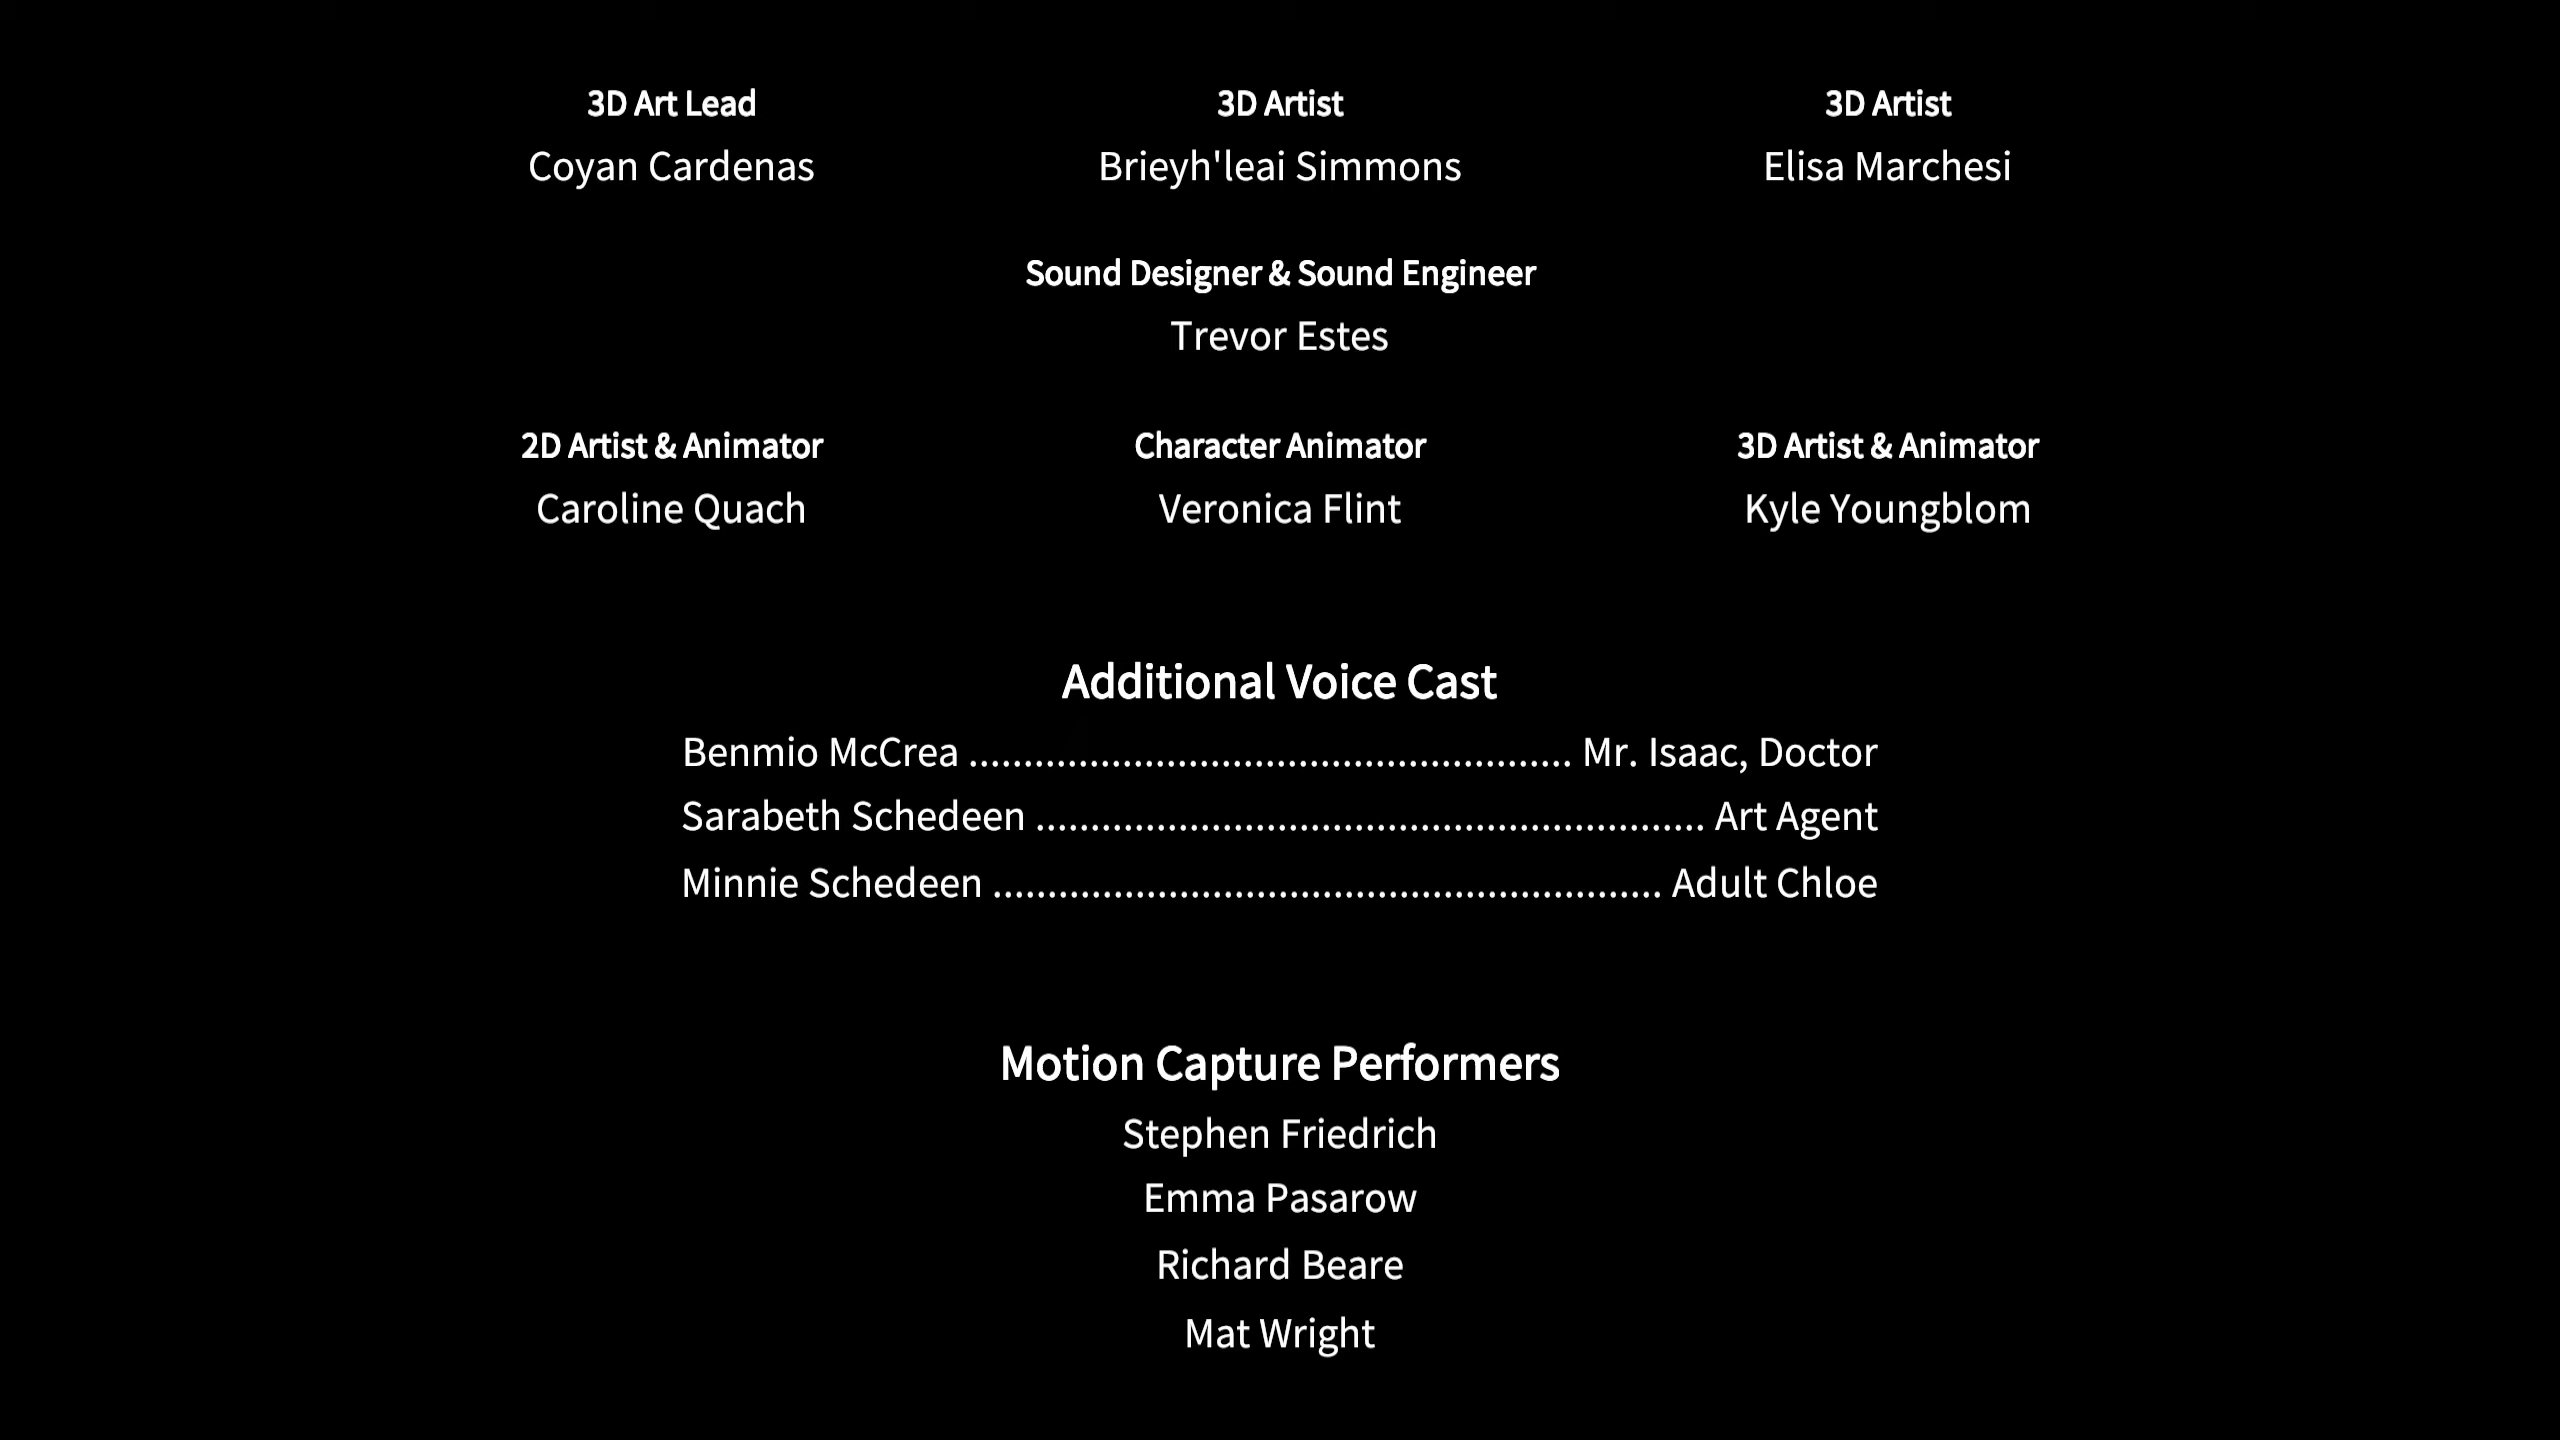 3D Art Lead 3D Artist 3D Artist
Coyan Cardenas Brieyh'leai Simmons Elisa Marchesi
Sound Designer & Sound Engineer
Trevor Estes
2D Artist & Animator Character Animator 3D Artist & Animator
Caroline Quach Veronica Flint Kyle Youngblom
Additional Voice Cast
Benmio McCrea ....................................................... Mr. Isaac, Doctor
Sarabeth Schedeen ............................................................. Art Agent
Minnie Schedeen ............................................................. Adult Chloe
Motion Capture Performers
Stephen Friedrich
Emma Pasarow
Richard Beare
Mat Wright